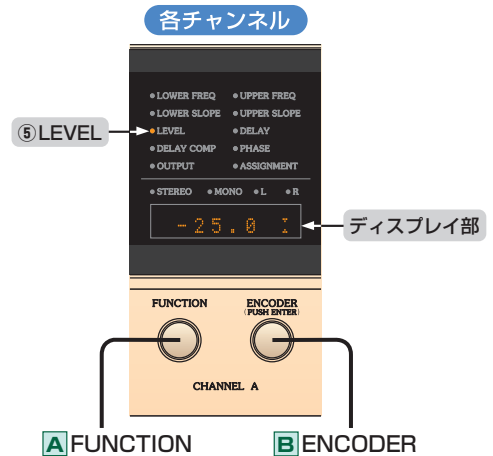 各チャンネル
LOWER FREQ UPPER FREQ
LOWER SLOPE UPPER SLOPE
⑤LEVEL LEVEL DELAY
DELAY COMP PHASE
OUTPUT ASSIGNMENT
STEREO MONO L R
-25.0 I ディスプレイ部
FUNCTION ENCODER
(PUSH ENTER)
CHANNEL A
A FUNCTION B ENCODER